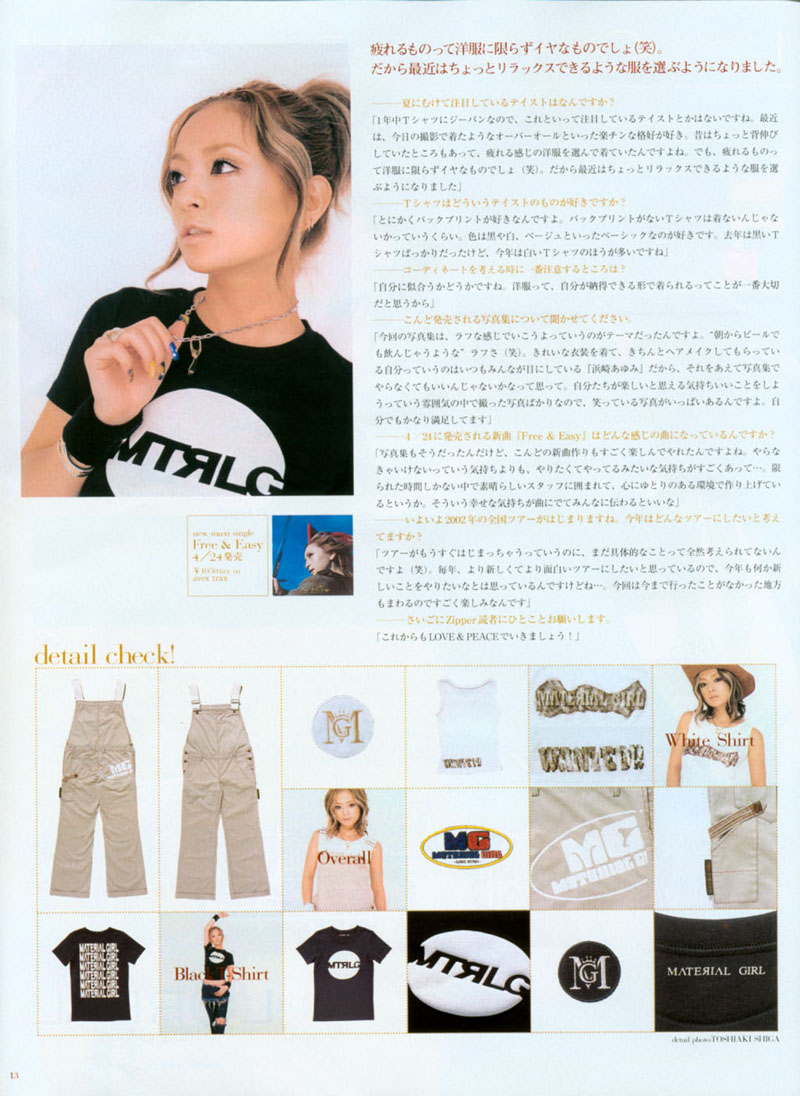 疲れるものって洋服に限らずイヤなものでしょ(笑)。
だから最近はちょっとリラックスできるような服を選ぶようになりました。
———夏にむけて注目しているテイストはなんですか？
「1年中Tシャツにジーパンなので、これといって注目しているテイストとかはないですね。最近
は、今日の撮影で着たようなオーバーオールといった楽チンな格好が好き。昔はちょっと背伸び
していたところもあって、疲れる感じの洋服を選んで着ていたんですよね。でも、疲れるものっ
て洋服に限らずイヤなものでしょ（笑）。だから最近はちょっとリラックスできるような服を選
ぶようになりました」
———Tシャツはどういうテイストのものが好きですか？
「とにかくバックプリントが好きなんですよ。バックプリントがないTシャツは着ないんじゃな
いかっていうくらい。色は黒や白、ベージュといったベーシックなのが好きです。去年は黒いT
シャツばっかりだったけど、今年は白いTシャツのほうが多いですね」
———コーディネートを考える時に一番注意するところは？
「自分に似合うかどうかですね。洋服って、自分が納得できる形で着られるってことが一番大切
だと思うから」
———こんど発売される写真集について聞かせてください。
「今回の写真集は、ラフな感じでいこうよっていうのがテーマだったんですよ。“朝からビールで
も飲んじゃうような” ラフさ（笑）。きれいな衣装を着て、きちんとヘアメイクしてもらってい
る自分っていうのはいつもみんなが目にしている「浜崎あゆみ」だから、それをあえて写真集で
やらなくてもいいんじゃないかなって思って。自分たちが楽しいと思える気持ちいいことをしよ
うっていう雰囲気の中で撮った写真ばかりなので、笑っている写真がいっぱいあるんですよ。自
分でもかなり満足してます」
———4／24に発売される新曲「Free & Easy」はどんな感じの曲になっているんですか？
「写真集もそうだったんだけど、こんどの新曲作りもすごく楽しんでやれたんですよね。やらな
きゃいけないっていう気持ちよりも、やりたくてやってるみたいな気持ちがすごくあって…。限
られた時間しかない中で素晴らしいスタッフに囲まれて、心にゆとりのある環境で作り上げてい
るというか。そういう幸せな気持ちが曲にでてみんなに伝わるといいな」
———いよいよ2002年の全国ツアーがはじまりますね。今年はどんなツアーにしたいと考え
てますか？
「ツアーがもうすぐはじまっちゃうっていうのに、まだ具体的なことって全然考えられてないん
ですよ（笑）。毎年、より新しくてより面白いツアーにしたいと思っているので、今年も何か新
しいことをやりたいなとは思っているんですけどね…。今回は今まで行ったことがなかった地方
もまわるのですごく楽しみなんです」
———さいごにZipper読者にひとことお願いします。
「これからもLOVE & PEACEでいきましょう！」
MTЯLG
new maxi single
Free & Easy
4／24発売
¥1050 tax in
avex trax
detail check!
MG
MG
WANTED!!
MATERIAL GIRL
WANTED!!
White Shirt
Overall
MG
MATERIAL GIRL
MG
MATERIAL G
MATERIAL GIRL
MATERIAL GIRL
MATERIAL GIRL
MATERIAL GIRL
MATERIAL GIRL
MATERIAL GIRL
Black T-Shirt
MTЯLG
MTЯLG
MG
MATEЯIAL GIRL
detail photo:TOSHIAKI SHIGA
13